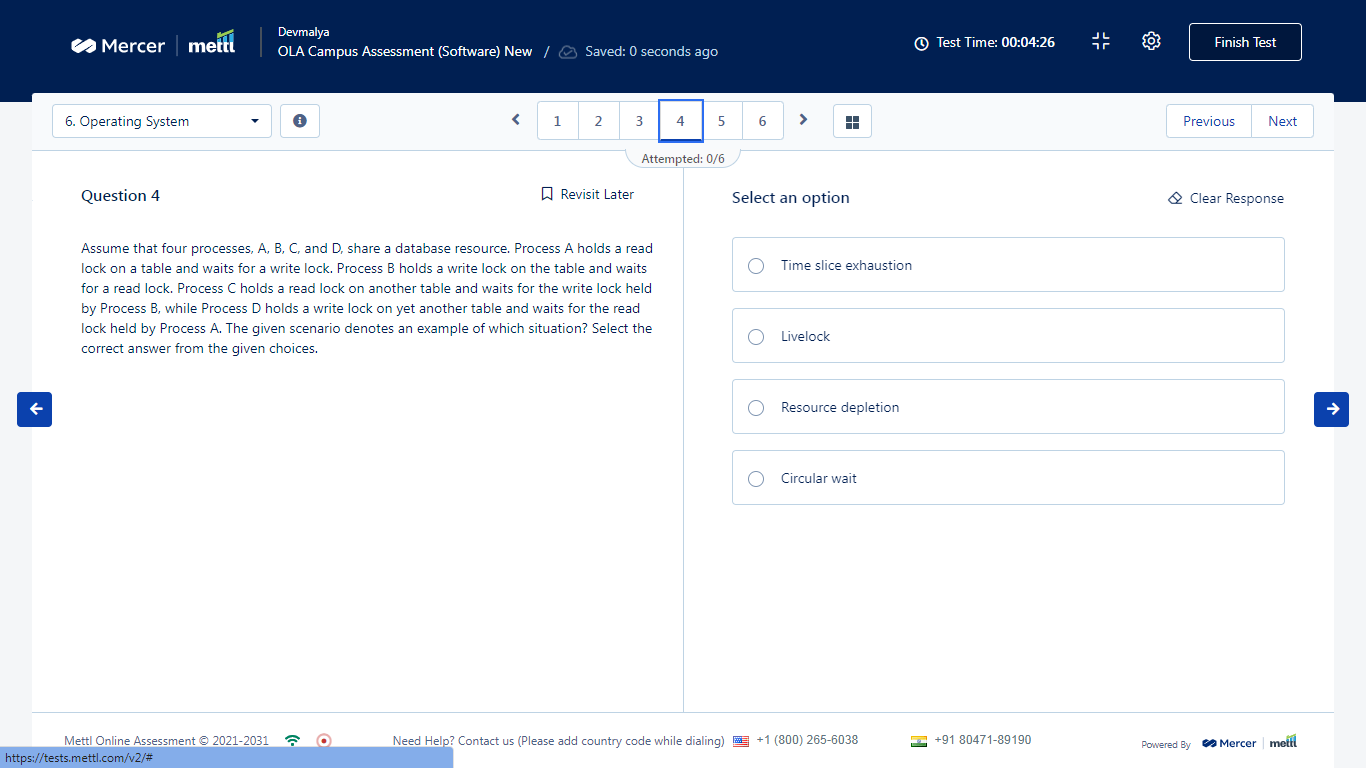 Mercer | mettl
Devmalya
OLA Campus Assessment (Software) New / Saved: 0 seconds ago
Test Time: 00:04:26
Finish Test
6. Operating System
1 2 3 4 5 6
Previous Next
Attempted: 0/6
Question 4
Revisit Later
Assume that four processes, A, B, C, and D, share a database resource. Process A holds a read
lock on a table and waits for a write lock. Process B holds a write lock on the table and waits
for a read lock. Process C holds a read lock on another table and waits for the write lock held
by Process B, while Process D holds a write lock on yet another table and waits for the read
lock held by Process A. The given scenario denotes an example of which situation? Select the
correct answer from the given choices.
Select an option
Clear Response
Time slice exhaustion
Livelock
Resource depletion
Circular wait
Mettl Online Assessment © 2021-2031
Need Help? Contact us (Please add country code while dialing) +1 (800) 265-6038
+91 80471-89190
Powered By Mercer | mettl
https://tests.mettl.com/v2/#